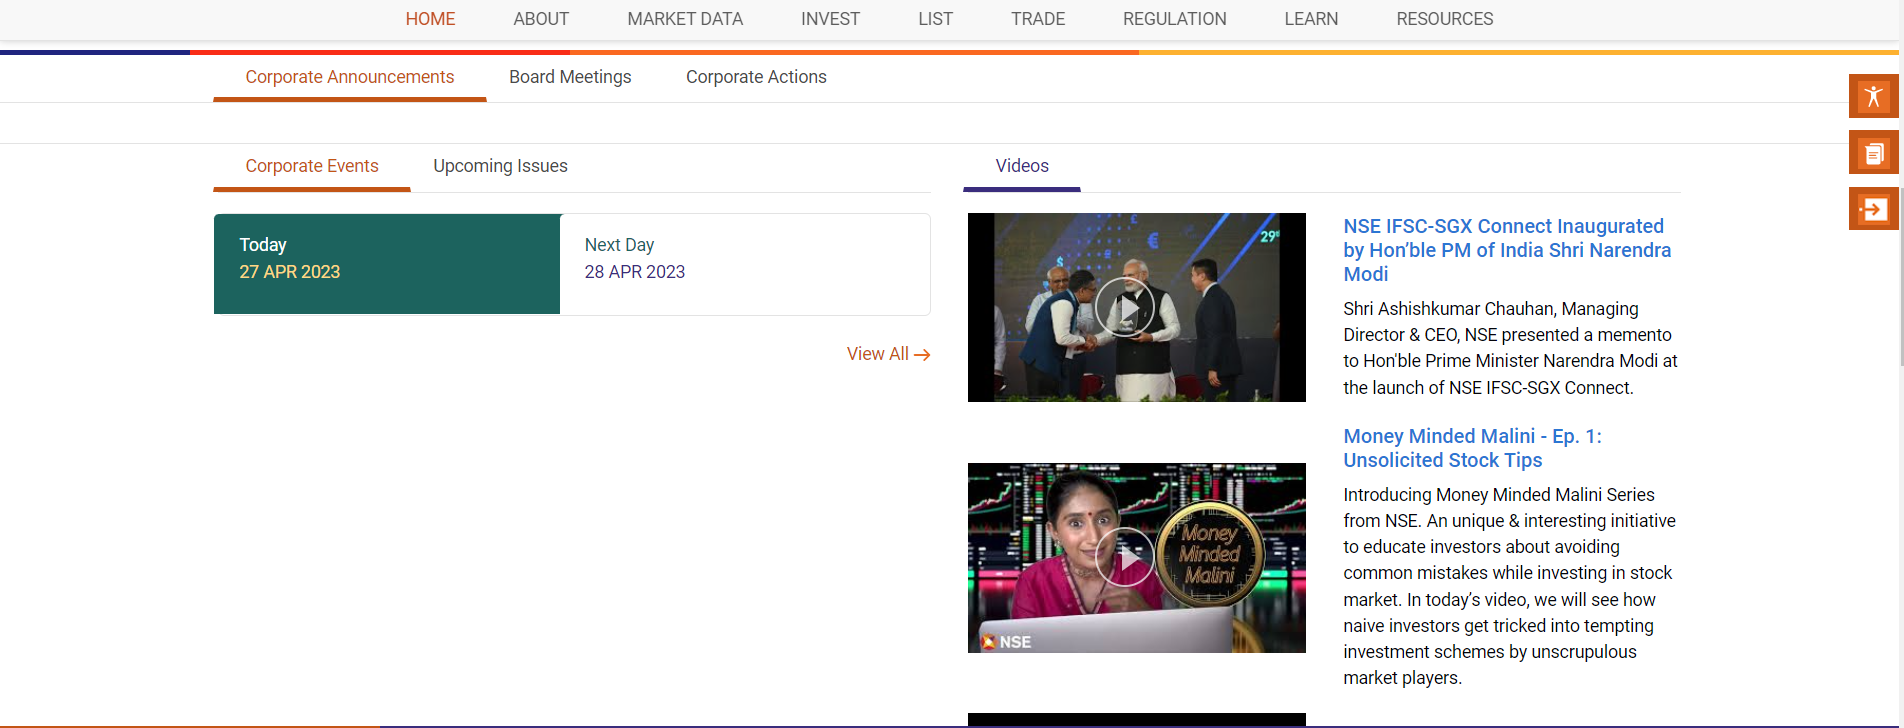 HOME ABOUT MARKET DATA INVEST LIST TRADE REGULATION LEARN RESOURCES
Corporate Announcements Board Meetings Corporate Actions
Corporate Events Upcoming Issues
Today
27 APR 2023
Next Day
28 APR 2023
View All →
Videos
29th
NSE IFSC-SGX Connect Inaugurated
by Hon’ble PM of India Shri Narendra
Modi
Shri Ashishkumar Chauhan, Managing
Director & CEO, NSE presented a memento
to Hon'ble Prime Minister Narendra Modi at
the launch of NSE IFSC-SGX Connect.
Money
Minded
Malini
NSE
Money Minded Malini - Ep. 1:
Unsolicited Stock Tips
Introducing Money Minded Malini Series
from NSE. An unique & interesting initiative
to educate investors about avoiding
common mistakes while investing in stock
market. In today’s video, we will see how
naive investors get tricked into tempting
investment schemes by unscrupulous
market players.